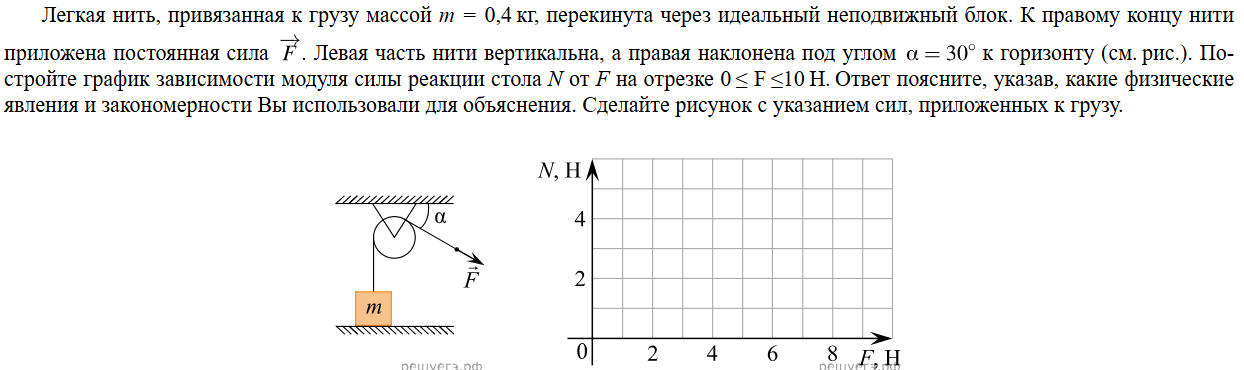 Легкая нить, привязанная к грузу массой m = 0,4 кг, перекинута через идеальный неподвижный блок. К правому концу нити
приложена постоянная сила F⃗. Левая часть нити вертикальна, а правая наклонена под углом α = 30° к горизонту (см. рис.). По-
стройте график зависимости модуля силы реакции стола N от F на отрезке 0 ≤ F ≤10 Н. Ответ поясните, указав, какие физические
явления и закономерности Вы использовали для объяснения. Сделайте рисунок с указанием сил, приложенных к грузу.
α
F⃗
m
N, Н
4
2
0 2 4 6 8 F, Н
решуегэ.рф
решуегэ.рф